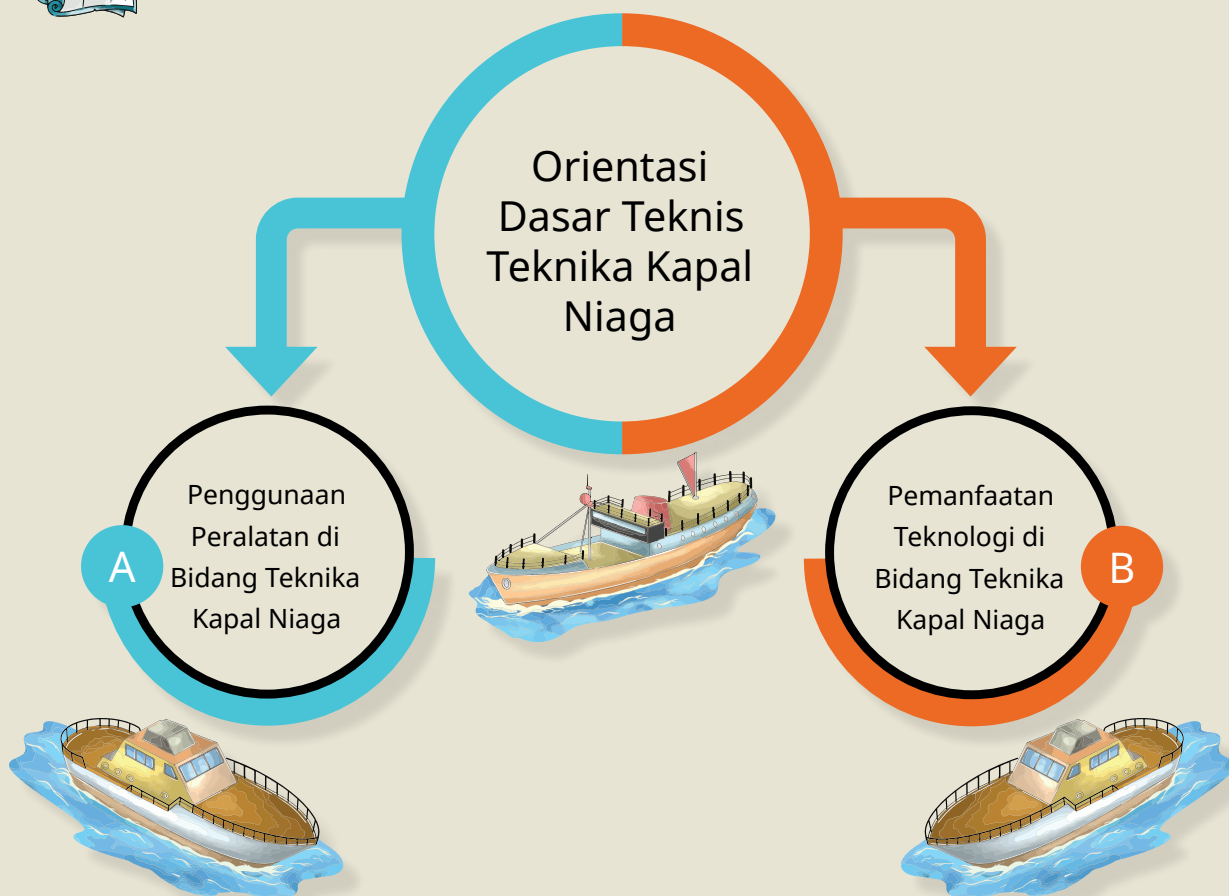 Orientasi
Dasar Teknis
Teknika Kapal
Niaga
Penggunaan
Peralatan di
Bidang Teknika
Kapal Niaga
A
Pemanfaatan
Teknologi di
Bidang Teknika
Kapal Niaga
B